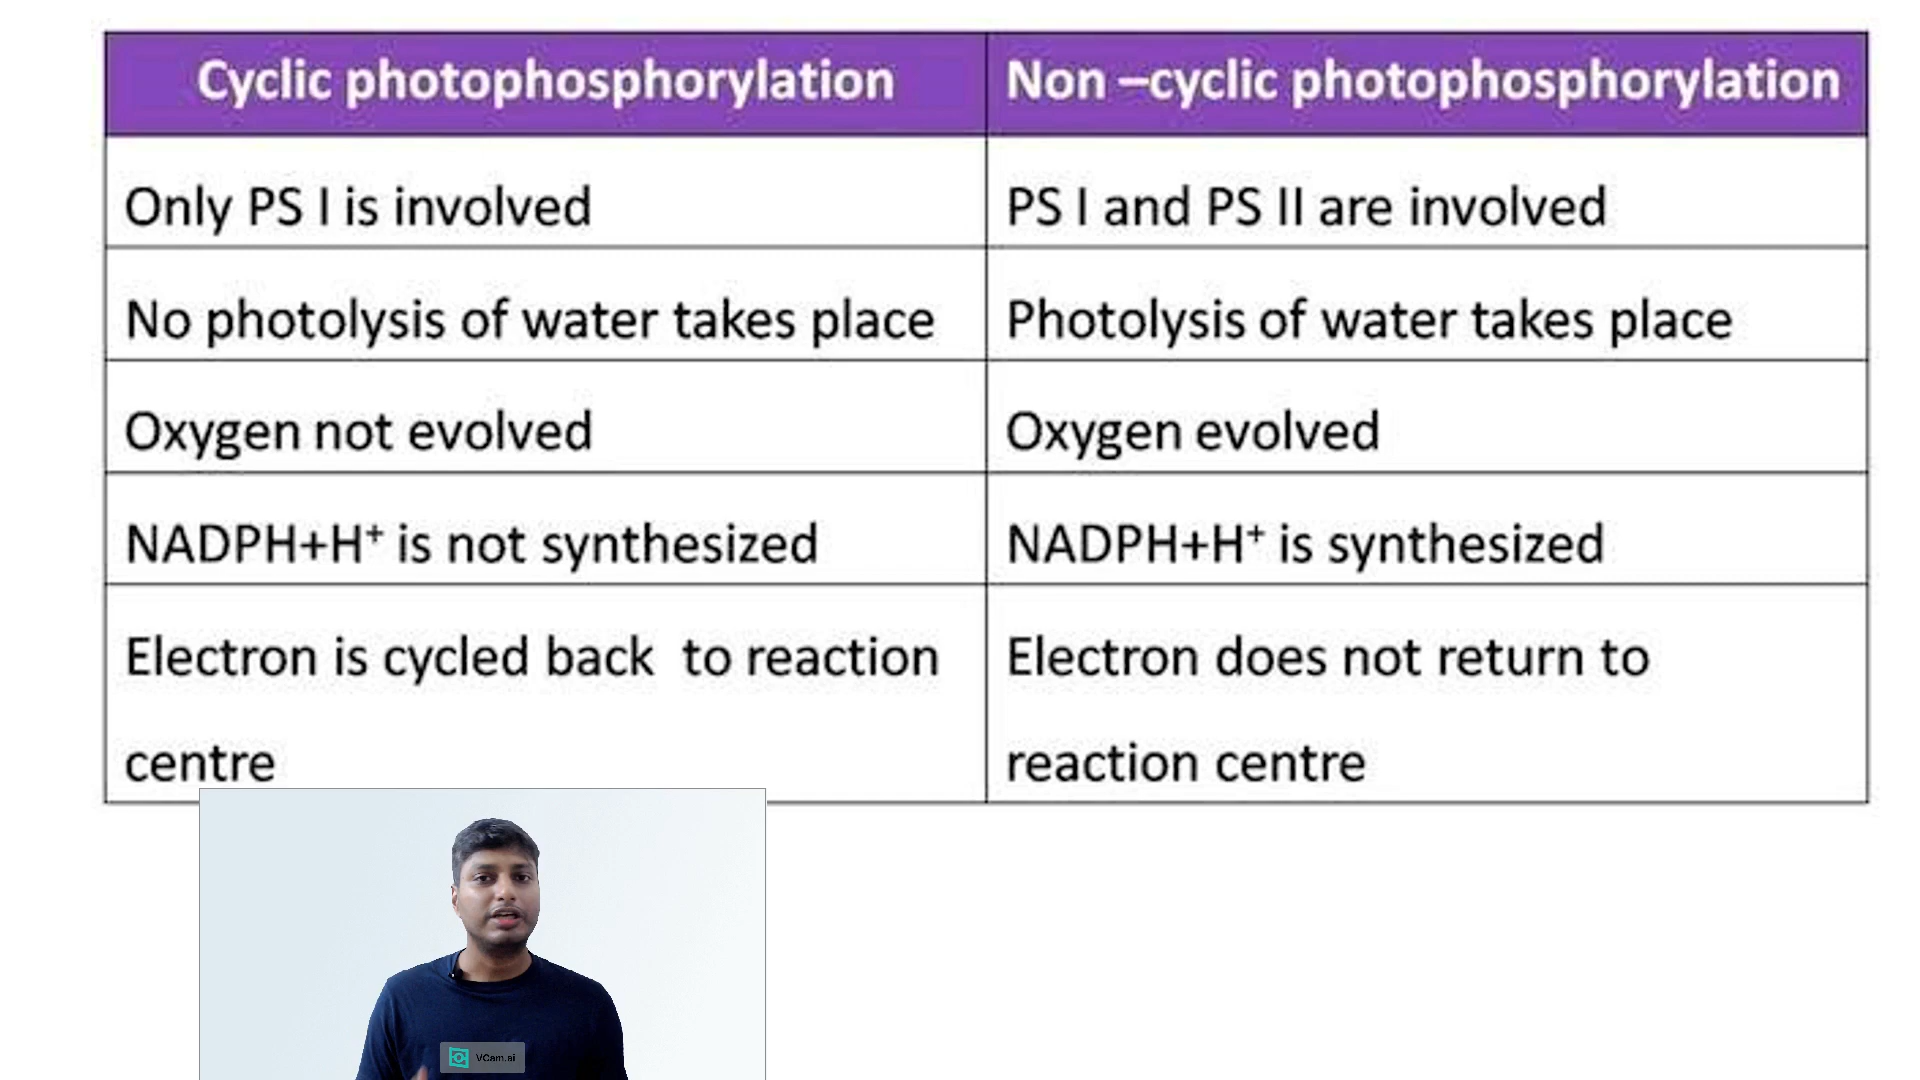 Cyclic photophosphorylation
Non –cyclic photophosphorylation
Only PS I is involved
PS I and PS II are involved
No photolysis of water takes place
Photolysis of water takes place
Oxygen not evolved
Oxygen evolved
NADPH+H⁺ is not synthesized
NADPH+H⁺ is synthesized
Electron is cycled back  to reaction
centre
Electron does not return to
reaction centre
VCam.ai